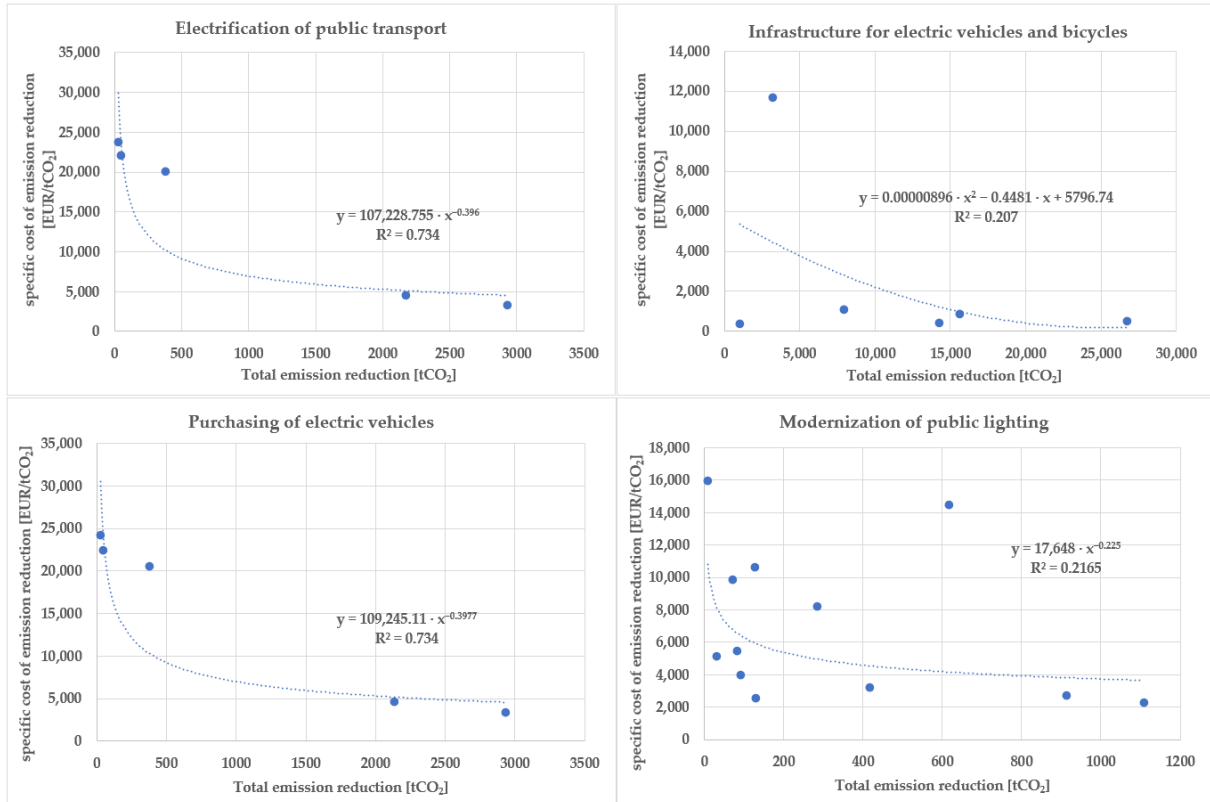 Electrification of public transport
35,000
30,000
25,000
20,000
15,000
10,000
5,000
0
specific cost of emission reduction
[EUR/tCO₂]
y = 107,228.755 · x⁻⁰·³⁹⁶
R² = 0.734
0 500 1000 1500 2000 2500 3000 3500
Total emission reduction [tCO₂]
Infrastructure for electric vehicles and bicycles
14,000
12,000
10,000
8,000
6,000
4,000
2,000
0
specific cost of emission reduction
[EUR/tCO₂]
y = 0.00000896 · x² − 0.4481 · x + 5796.74
R² = 0.207
0 5,000 10,000 15,000 20,000 25,000 30,000
Total emission reduction [tCO₂]
Purchasing of electric vehicles
35,000
30,000
25,000
20,000
15,000
10,000
5,000
0
specific cost of emission reduction [EUR/tCO₂]
y = 109,245.11 · x⁻⁰·³⁹⁷⁷
R² = 0.734
0 500 1000 1500 2000 2500 3000 3500
Total emission reduction [tCO₂]
Modernization of public lighting
18,000
16,000
14,000
12,000
10,000
8,000
6,000
4,000
2,000
0
specific cost of emission reduction [EUR/tCO₂]
y = 17,648 · x⁻⁰·²²⁵
R² = 0.2165
0 200 400 600 800 1000 1200
Total emission reduction [tCO₂]